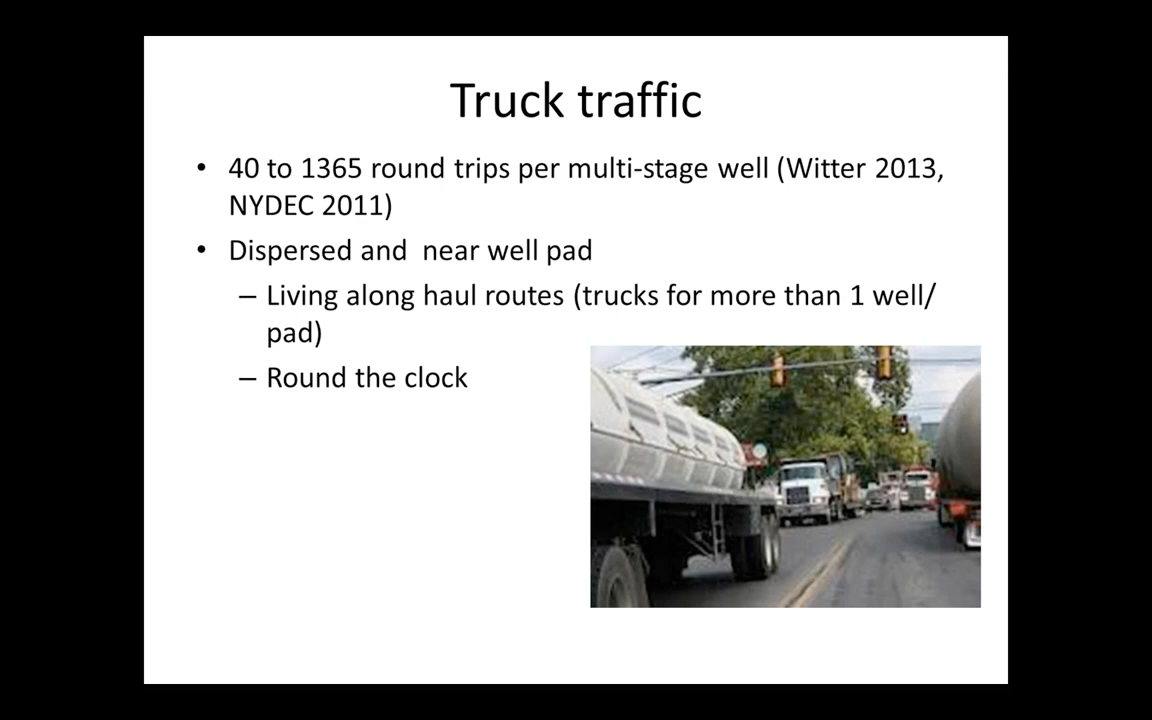 Truck traffic
• 40 to 1365 round trips per multi-stage well (Witter 2013,
NYDEC 2011)
• Dispersed and  near well pad
– Living along haul routes (trucks for more than 1 well/
pad)
– Round the clock